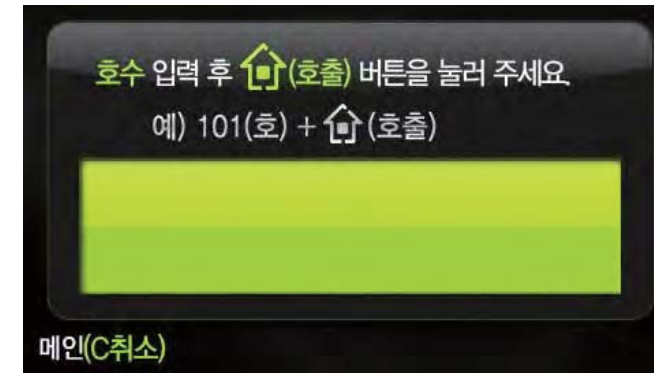 호수 입력 후 (호출) 버튼을 눌러 주세요.
예) 101(호) + (호출)
메인(C취소)